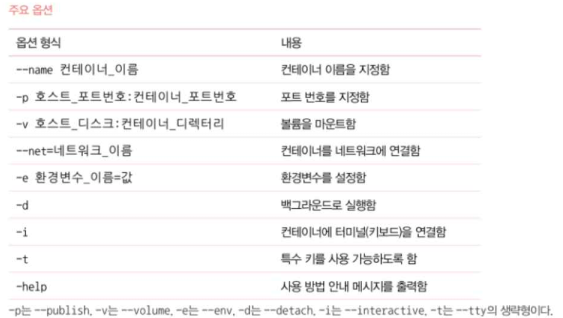 주요 옵션
옵션 형식 내용
--name 컨테이너_이름 컨테이너 이름을 지정함
-p 호스트_포트번호:컨테이너_포트번호 포트 번호를 지정함
-v 호스트_디스크:컨테이너_디렉터리 볼륨을 마운트함
--net=네트워크_이름 컨테이너를 네트워크에 연결함
-e 환경변수_이름=값 환경변수를 설정함
-d 백그라운드로 실행함
-i 컨테이너에 터미널(키보드)을 연결함
-t 특수 키를 사용 가능하도록 함
-help 사용 방법 안내 메시지를 출력함
-p는 --publish, -v는 --volume, -e는 --env, -d는 --detach, -i는 --interactive, -t는 --tty의 생략형이다.